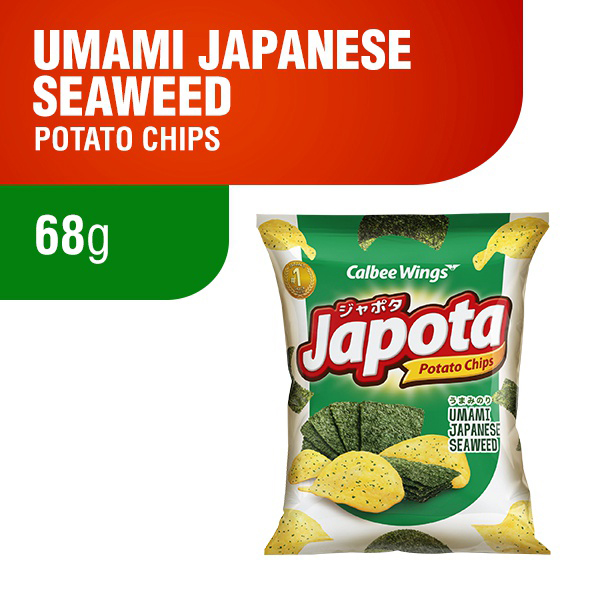 UMAMI JAPANESE
SEAWEED
POTATO CHIPS
68g
Calbee Wings
ジャポタ
Japota
Potato Chips
うまみのり
UMAMI
JAPANESE
SEAWEED
1